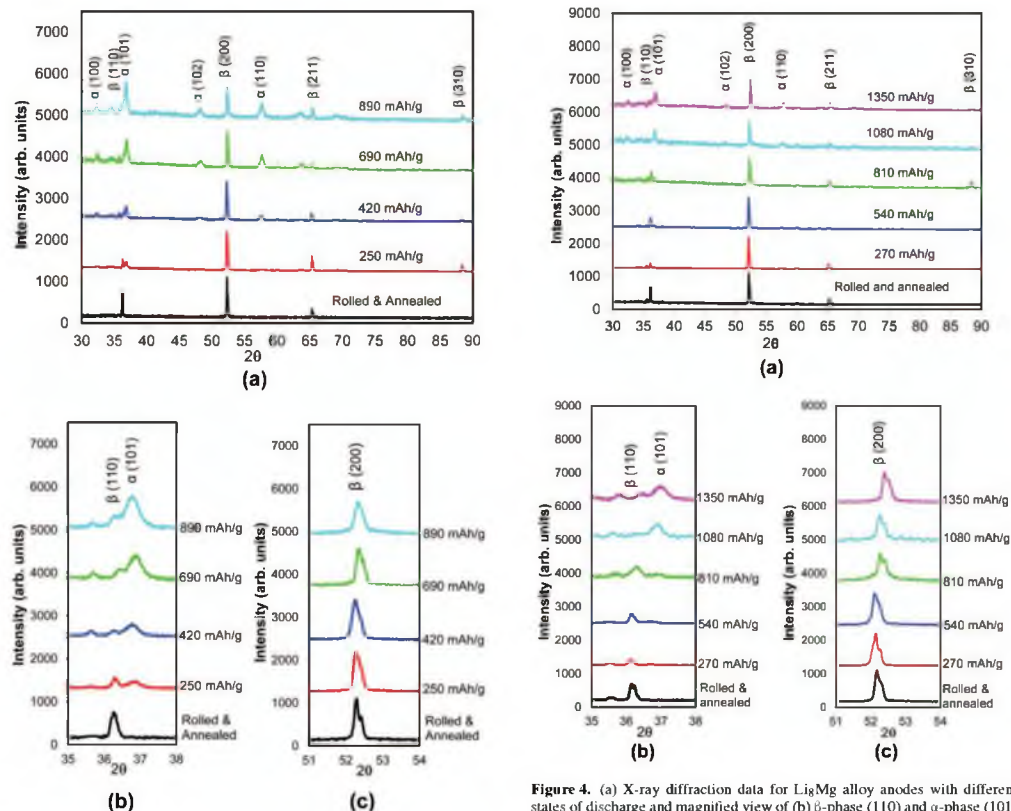 7000
6000
5000
4000
3000
2000
1000
0
Intensity (arb. units)
α (100)
β (110)
α (101)
α (102)
β (200)
α (110)
β (211)
β (310)
890 mAh/g
690 mAh/g
420 mAh/g
250 mAh/g
Rolled & Annealed
30 35 40 45 50 55 60 65 70 75 80 85 90
2θ
(a)
9000
8000
7000
6000
5000
4000
3000
2000
1000
0
Intensity (arb. units)
α (100)
β (110)
α (101)
α (102)
β (200)
α (110)
β (211)
β (310)
1350 mAh/g
1080 mAh/g
810 mAh/g
540 mAh/g
270 mAh/g
Rolled and annealed
30 35 40 45 50 55 60 65 70 75 80 85 90
2θ
(a)
7000
6000
5000
4000
3000
2000
1000
0
Intensity (arb. units)
β (110)
α (101)
890 mAh/g
690 mAh/g
420 mAh/g
250 mAh/g
Rolled &
Annealed
35 36 37 38
2θ
(b)
7000
6000
5000
4000
3000
2000
1000
0
Intensity (arb. units)
β (200)
890 mAh/g
690 mAh/g
420 mAh/g
250 mAh/g
Rolled &
Annealed
51 52 53 54
2θ
(c)
9000
8000
7000
6000
5000
4000
3000
2000
1000
0
Intensity (arb. units)
β (110)
α (101)
1350 mAh/g
1080 mAh/g
810 mAh/g
540 mAh/g
270 mAh/g
Rolled &
annealed
35 36 37 38
2θ
(b)
9000
8000
7000
6000
5000
4000
3000
2000
1000
0
Intensity (arb. units)
β (200)
1350 mAh/g
1080 mAh/g
810 mAh/g
540 mAh/g
270 mAh/g
Rolled &
annealed
51 52 53 54
2θ
(c)
Figure 4. (a) X-ray diffraction data for Li₈Mg alloy anodes with differen
states of discharge and magnified view of (b) β-phase (110) and α-phase (101